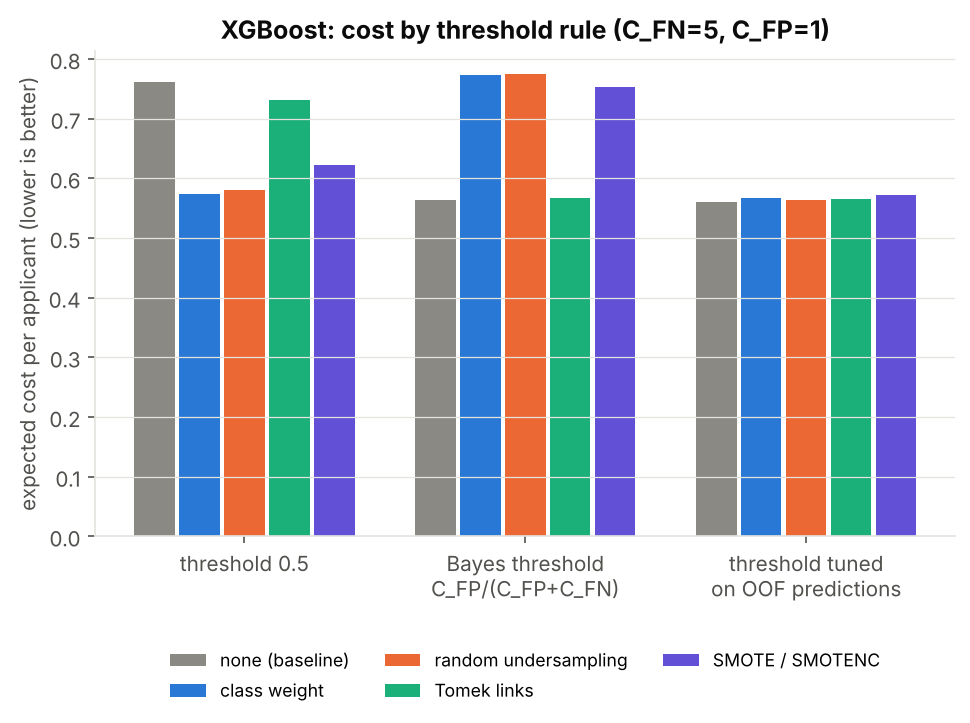 XGBoost: cost by threshold rule (C_FN=5, C_FP=1)
expected cost per applicant (lower is better)
0.8
0.7
0.6
0.5
0.4
0.3
0.2
0.1
0.0
threshold 0.5
Bayes threshold
C_FP/(C_FP+C_FN)
threshold tuned
on OOF predictions
none (baseline)
random undersampling
SMOTE / SMOTENC
class weight
Tomek links